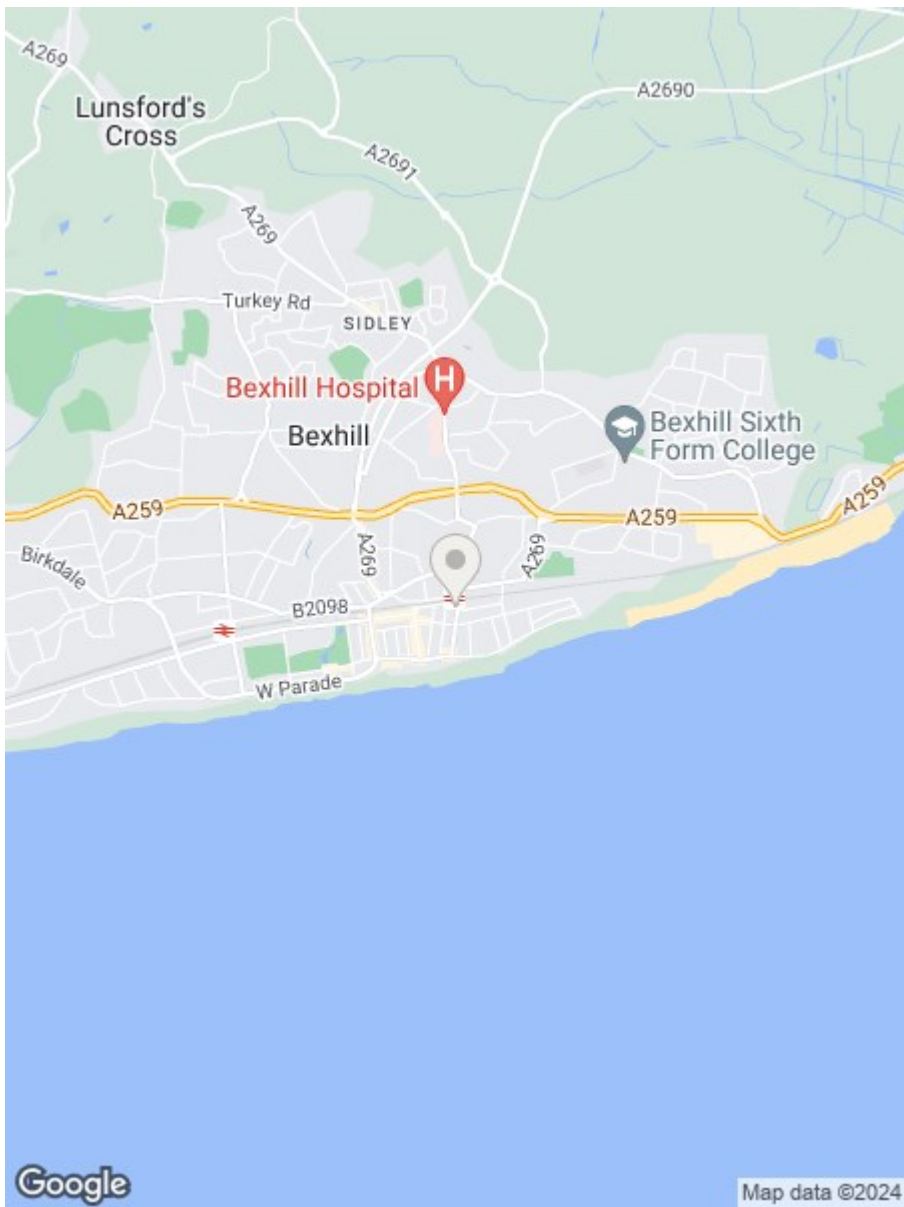 A269
A2690
Lunsford's
Cross
A2691
A269
Turkey Rd
SIDLEY
H
Bexhill Hospital
Bexhill
Bexhill Sixth
Form College
A259
A259
A259
Birkdale
A269
A269
B2098
W Parade
Google
Map data ©2024